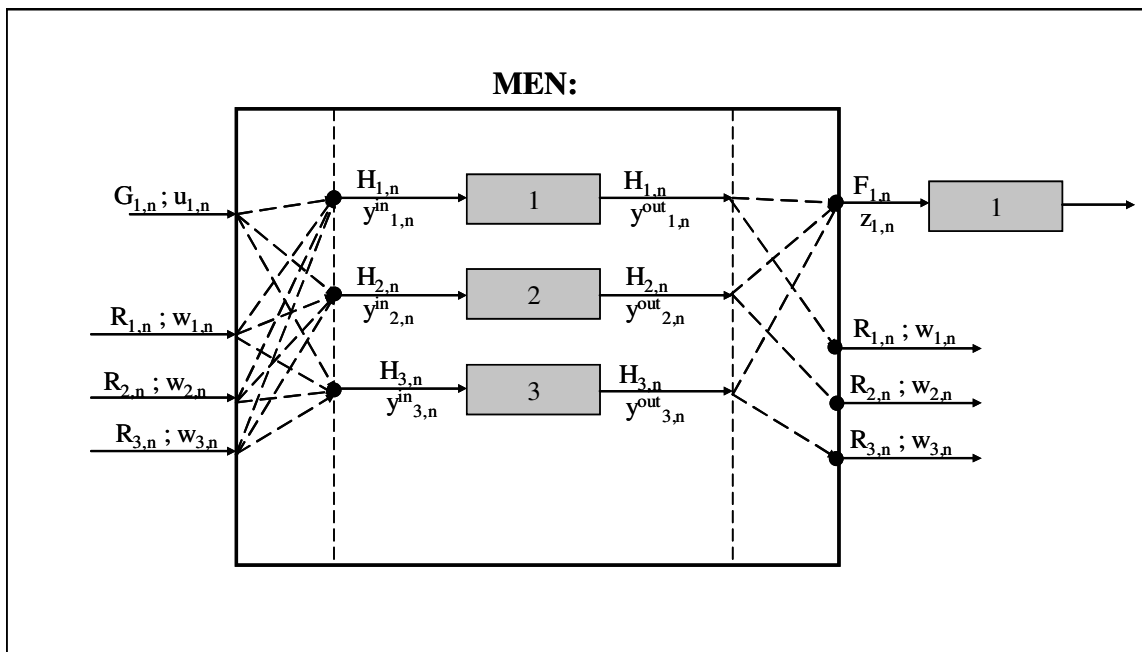 MEN:
G1,n ; u1,n
H1,n
y^in 1,n
1
H1,n
y^out 1,n
F1,n
z1,n
1
H2,n
y^in 2,n
2
H2,n
y^out 2,n
R1,n ; w1,n
R1,n ; w1,n
H3,n
y^in 3,n
3
H3,n
y^out 3,n
R2,n ; w2,n
R2,n ; w2,n
R3,n ; w3,n
R3,n ; w3,n